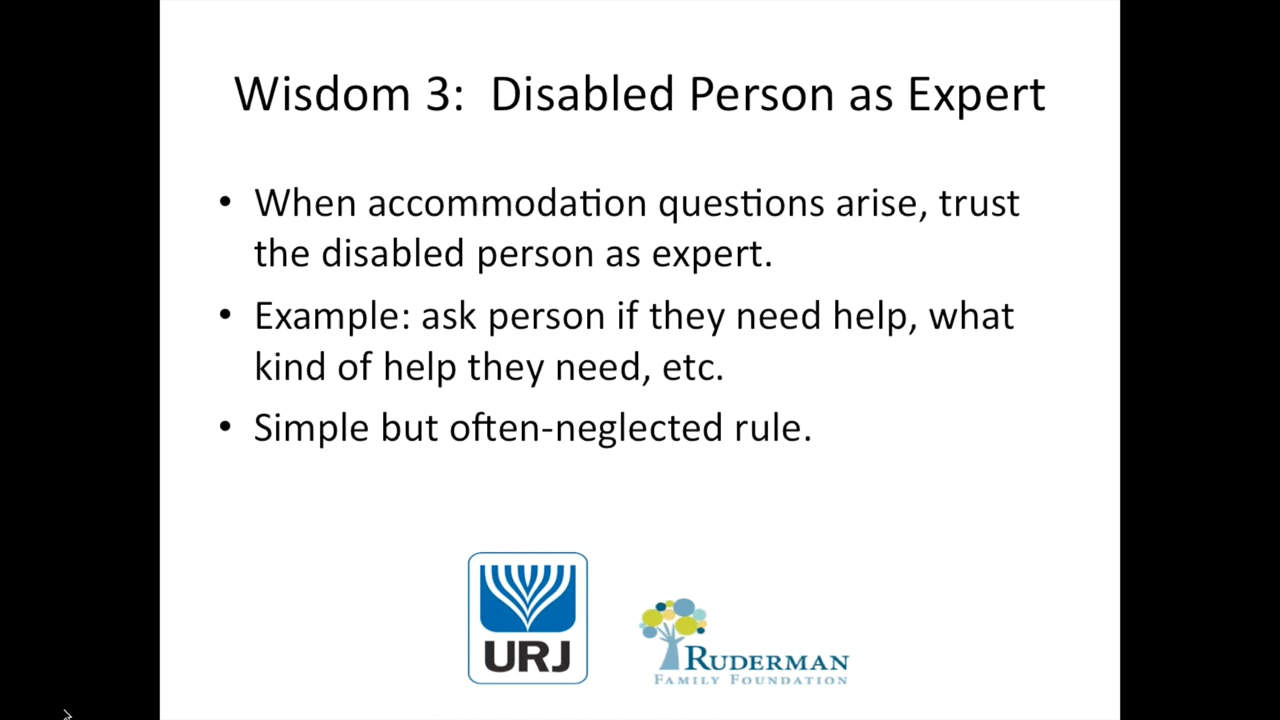 Wisdom 3:  Disabled Person as Expert
• When accommodation questions arise, trust
the disabled person as expert.
• Example: ask person if they need help, what
kind of help they need, etc.
• Simple but often-neglected rule.
URJ
RUDERMAN
FAMILY FOUNDATION